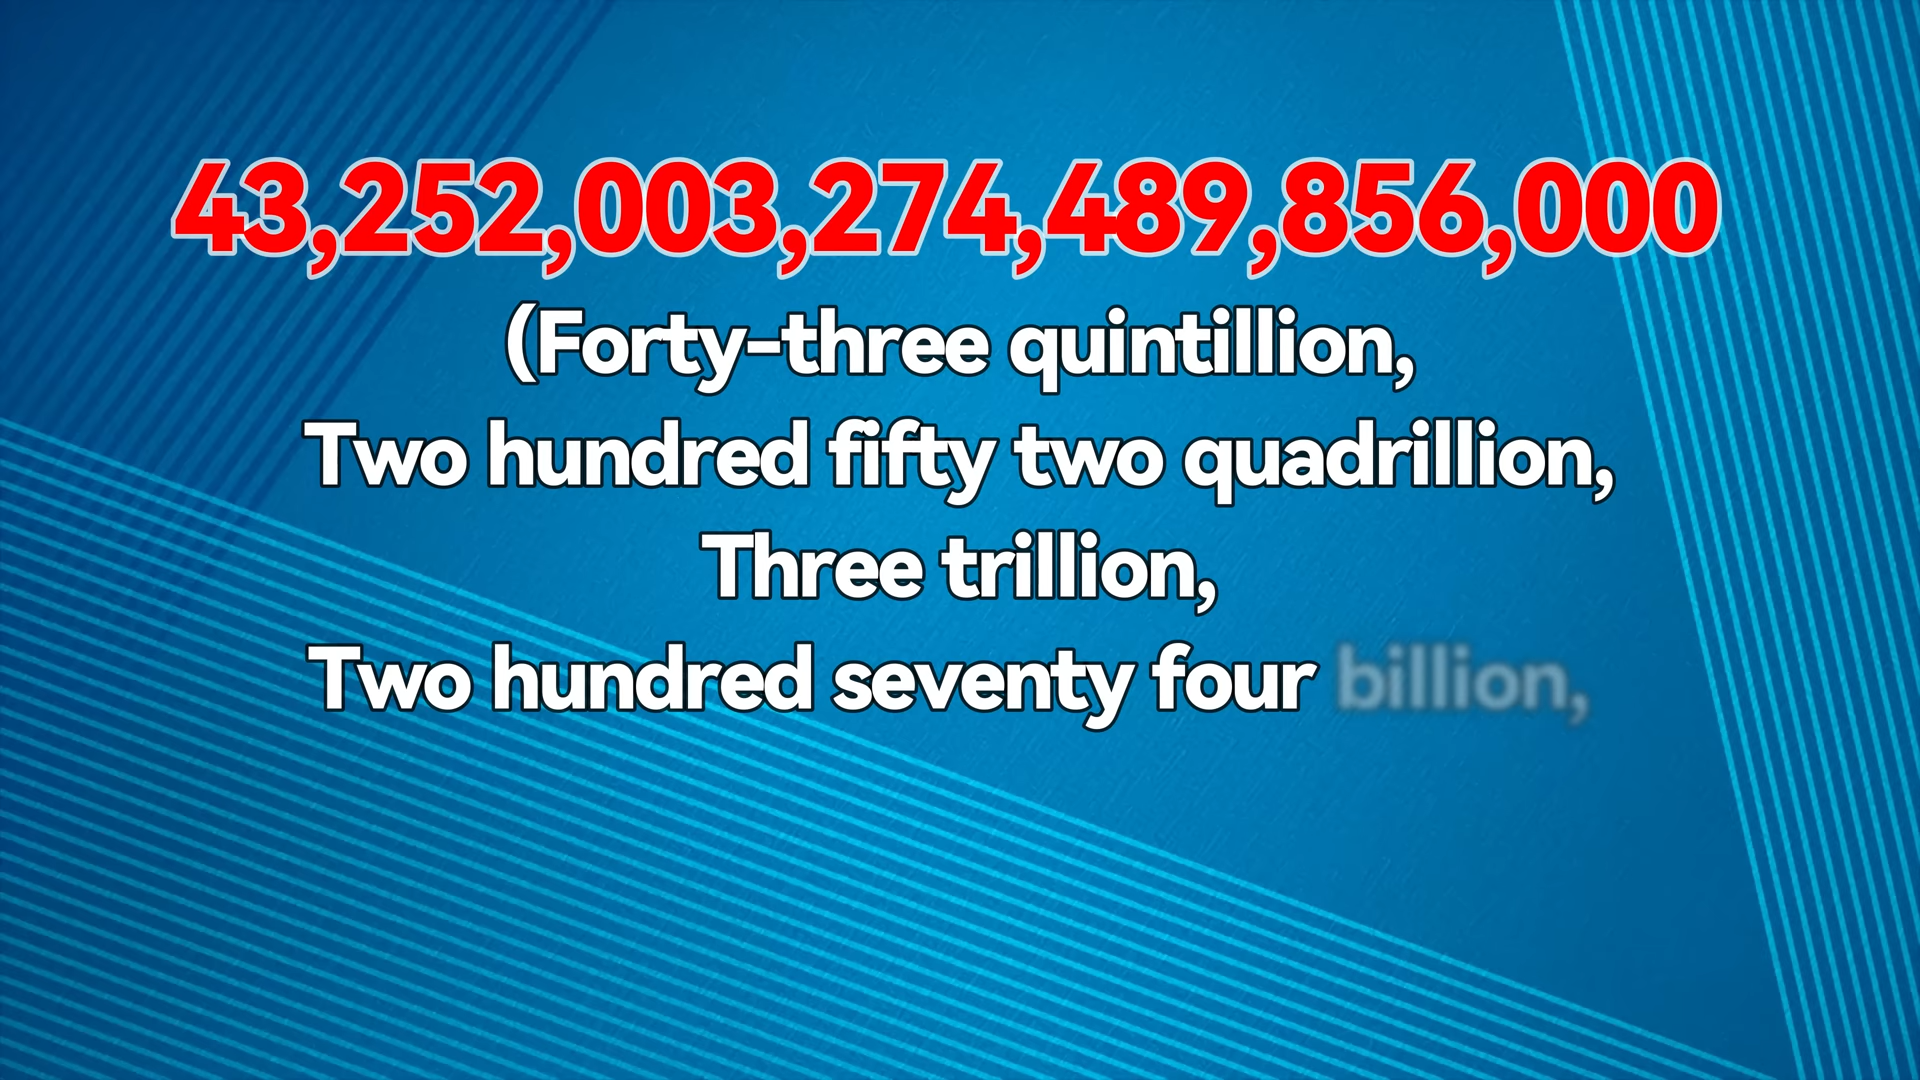 43,252,003,274,489,856,000
(Forty-three quintillion,
Two hundred fifty two quadrillion,
Three trillion,
Two hundred seventy four billion,